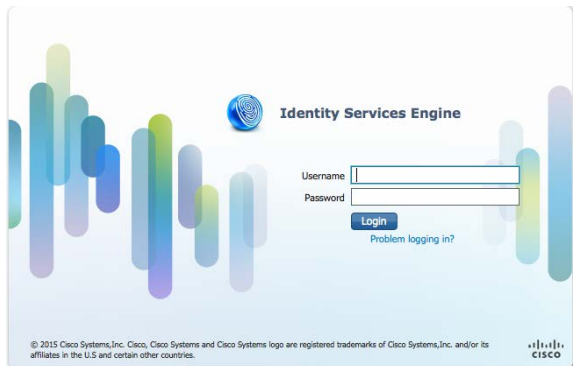 Identity Services Engine
Username
Password
Login
Problem logging in?
© 2015 Cisco Systems,Inc. Cisco, Cisco Systems and Cisco Systems logo are registered trademarks of Cisco Systems,Inc. and/or its
affiliates in the U.S and certain other countries.
CISCO